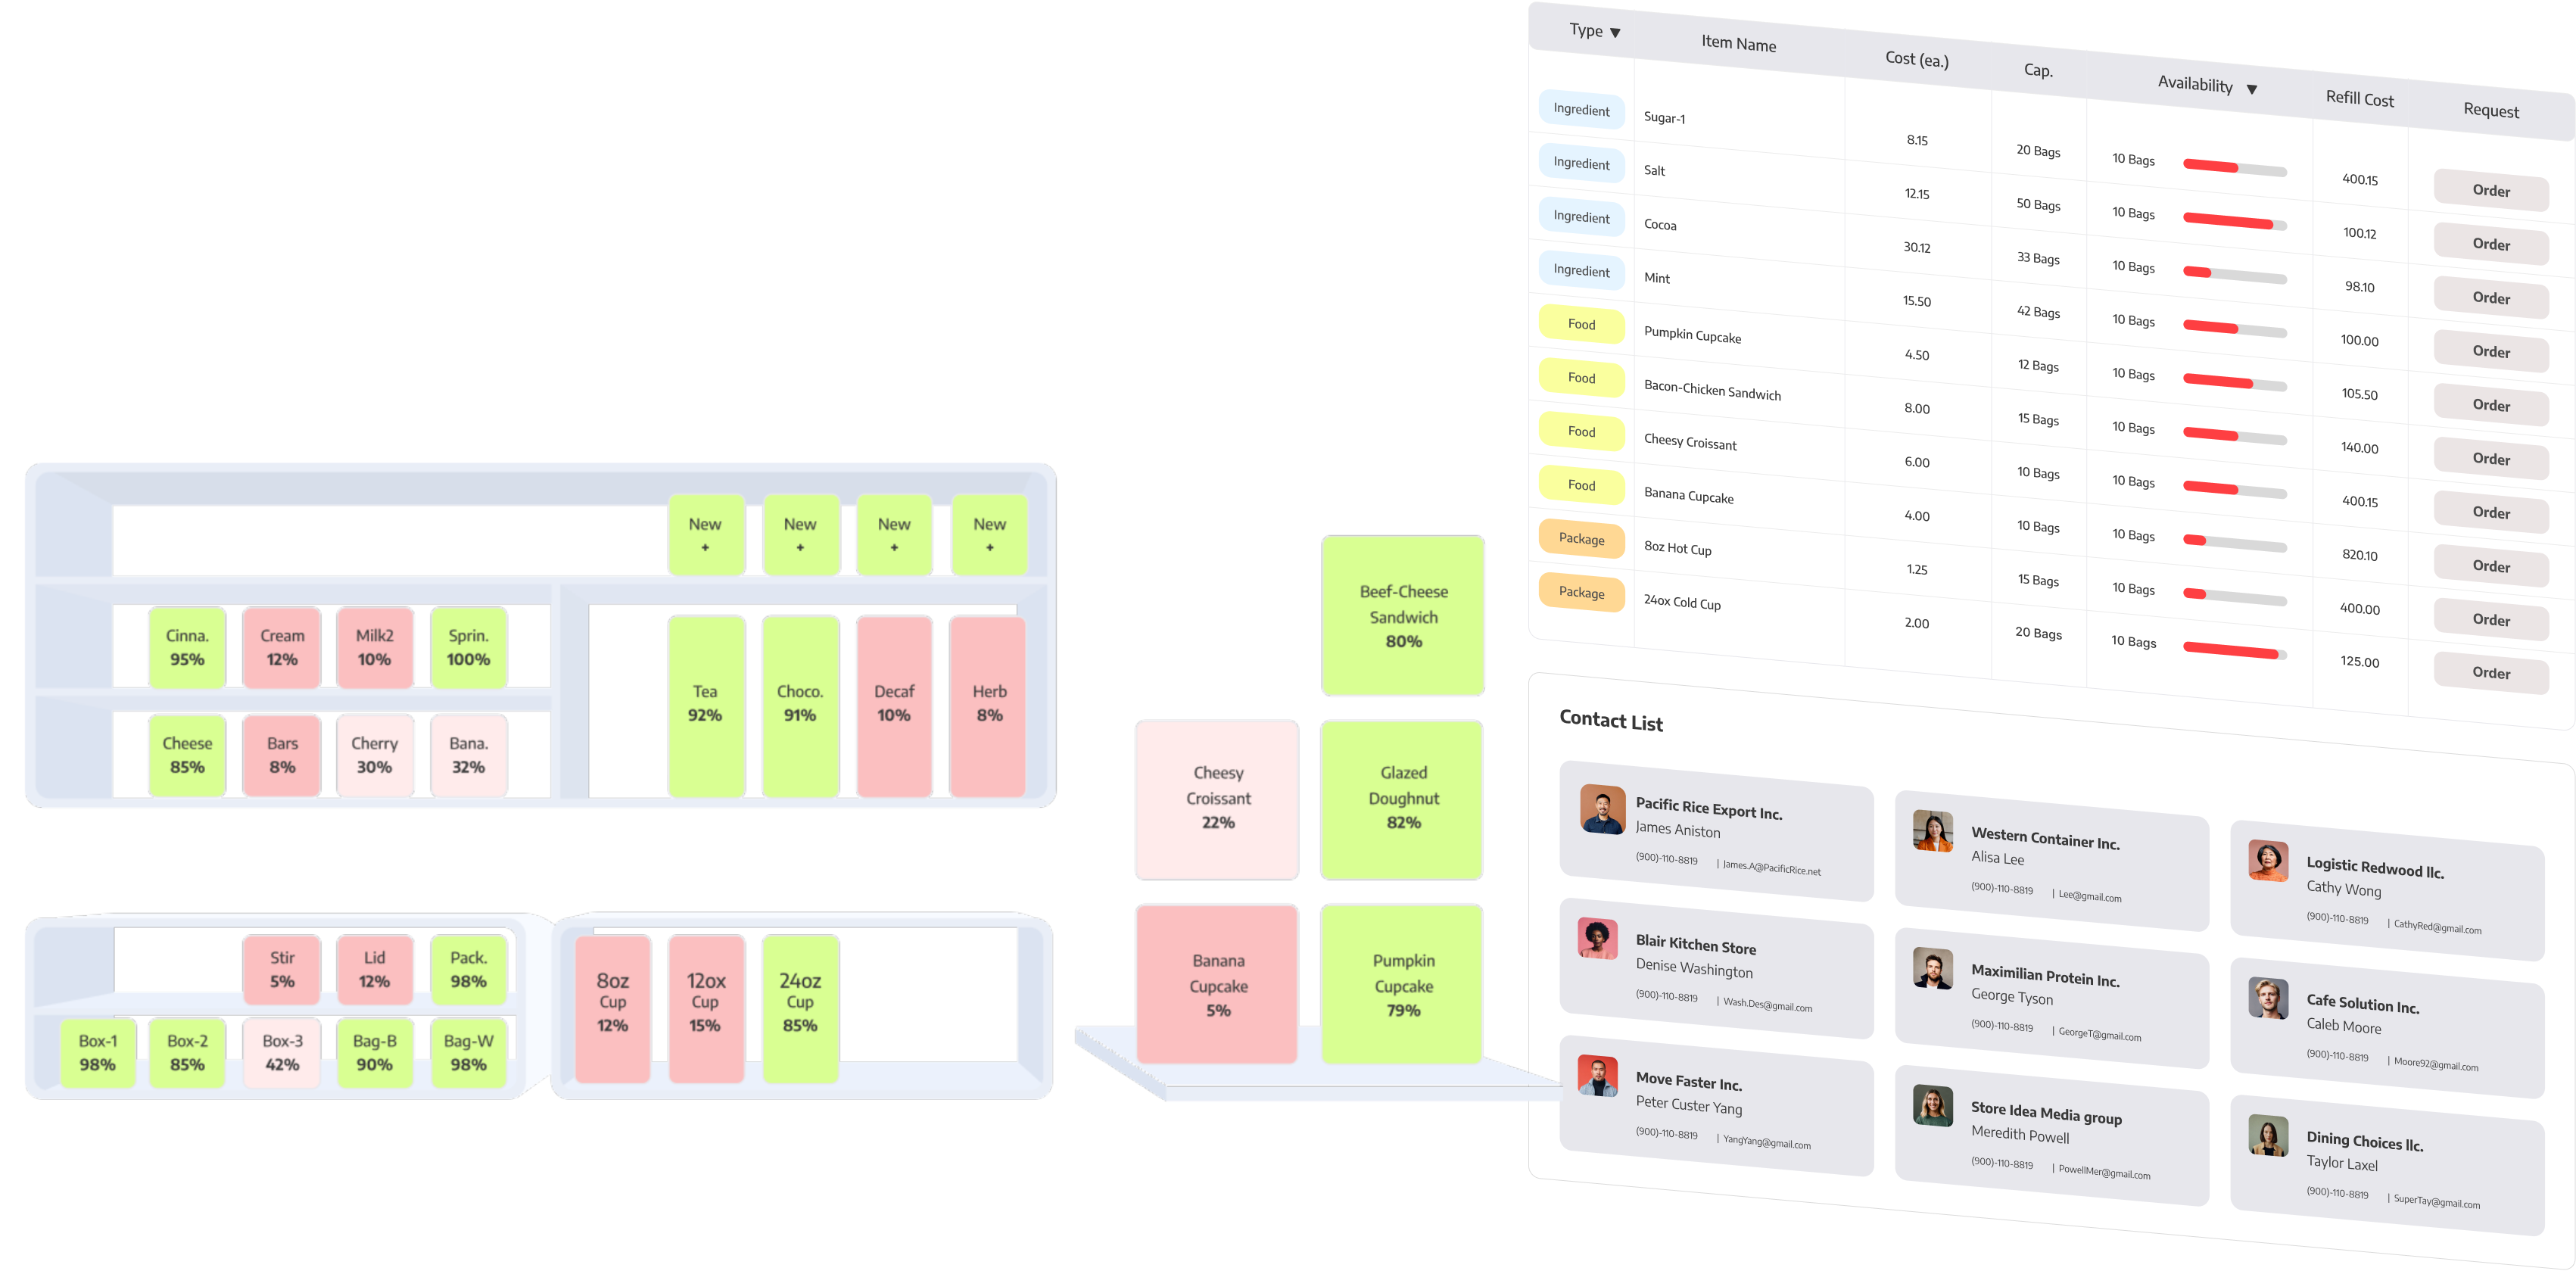 New
+
New
+
New
+
New
+
Cinna.
95%
Cream
12%
Milk2
10%
Sprin.
100%
Cheese
85%
Bars
8%
Cherry
30%
Bana.
32%
Tea
92%
Choco.
91%
Decaf
10%
Herb
8%
Stir
5%
Lid
12%
Pack.
98%
Box-1
98%
Box-2
85%
Box-3
42%
Bag-B
90%
Bag-W
98%
8oz
Cup
12%
12ox
Cup
15%
24oz
Cup
85%
Beef-Cheese
Sandwich
80%
Cheesy
Croissant
22%
Glazed
Doughnut
82%
Banana
Cupcake
5%
Pumpkin
Cupcake
79%
Type ▼ Item Name Cost (ea.) Cap. Availability ▼ Refill Cost Request
Ingredient Sugar-1 8.15 20 Bags 10 Bags 400.15 Order
Ingredient Salt 12.15 50 Bags 10 Bags 100.12 Order
Ingredient Cocoa 30.12 33 Bags 10 Bags 98.10 Order
Ingredient Mint 15.50 42 Bags 10 Bags 100.00 Order
Food Pumpkin Cupcake 4.50 12 Bags 10 Bags 105.50 Order
Food Bacon-Chicken Sandwich 8.00 15 Bags 10 Bags 140.00 Order
Food Cheesy Croissant 6.00 10 Bags 10 Bags 400.15 Order
Food Banana Cupcake 4.00 10 Bags 10 Bags 820.10 Order
Package 8oz Hot Cup 1.25 15 Bags 10 Bags 400.00 Order
Package 24ox Cold Cup 2.00 20 Bags 10 Bags 125.00 Order
Contact List
Pacific Rice Export Inc.
James Aniston
(900)-110-8819 | James.A@PacificRice.net
Western Container Inc.
Alisa Lee
(900)-110-8819 | Lee@gmail.com
Logistic Redwood llc.
Cathy Wong
(900)-110-8819 | CathyRed@gmail.com
Blair Kitchen Store
Denise Washington
(900)-110-8819 | Wash.Des@gmail.com
Maximilian Protein Inc.
George Tyson
(900)-110-8819 | GeorgeT@gmail.com
Cafe Solution Inc.
Caleb Moore
(900)-110-8819 | Moore92@gmail.com
Move Faster Inc.
Peter Custer Yang
(900)-110-8819 | YangYang@gmail.com
Store Idea Media group
Meredith Powell
(900)-110-8819 | PowellMer@gmail.com
Dining Choices llc.
Taylor Laxel
(900)-110-8819 | SuperTay@gmail.com